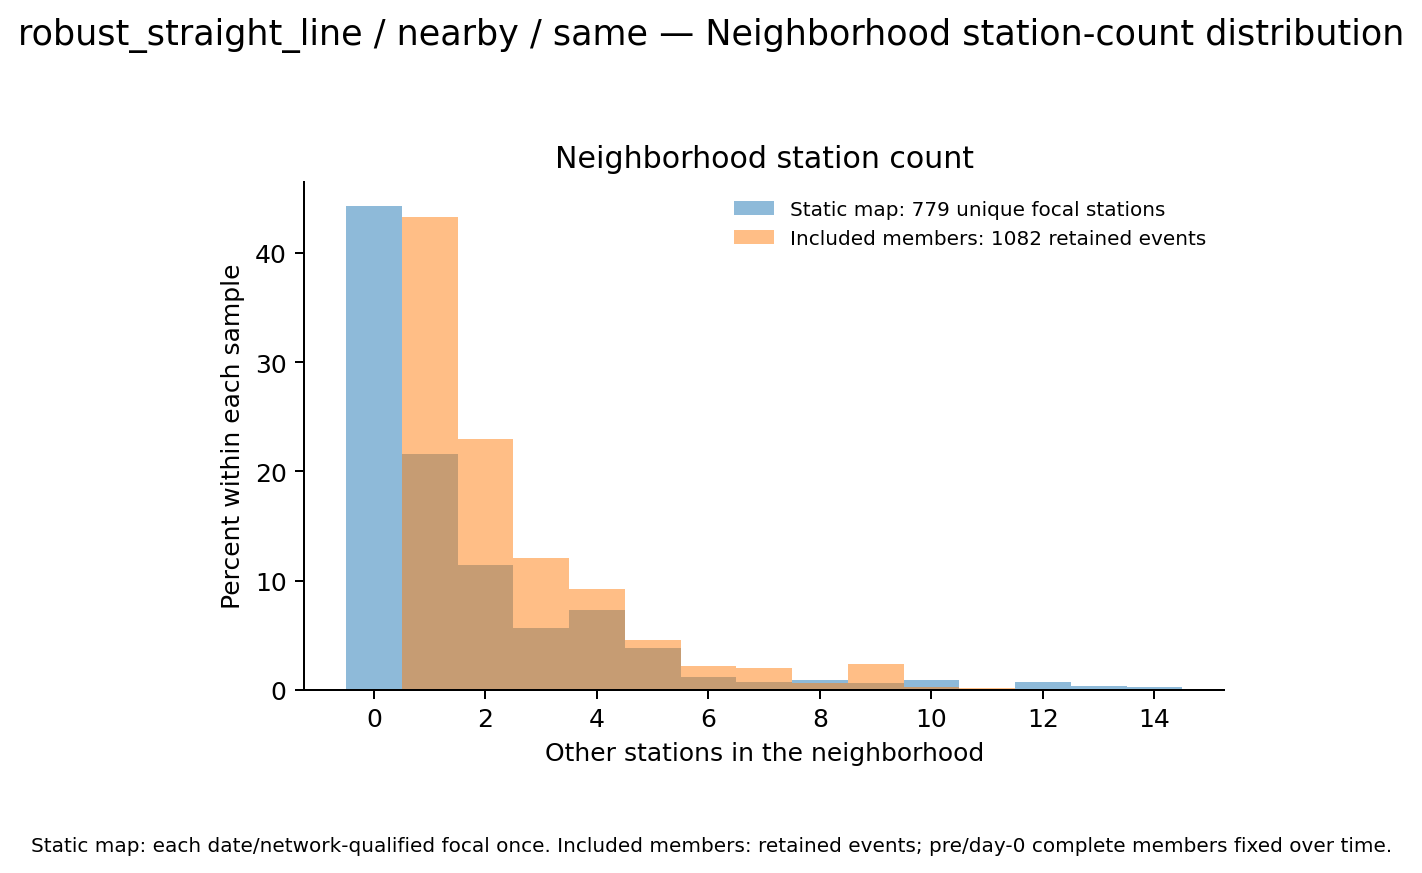 robust_straight_line / nearby / same — Neighborhood station-count distribution
Neighborhood station count
Static map: 779 unique focal stations
Included members: 1082 retained events
Percent within each sample
40
30
20
10
0
0 2 4 6 8 10 12 14
Other stations in the neighborhood
Static map: each date/network-qualified focal once. Included members: retained events; pre/day-0 complete members fixed over time.